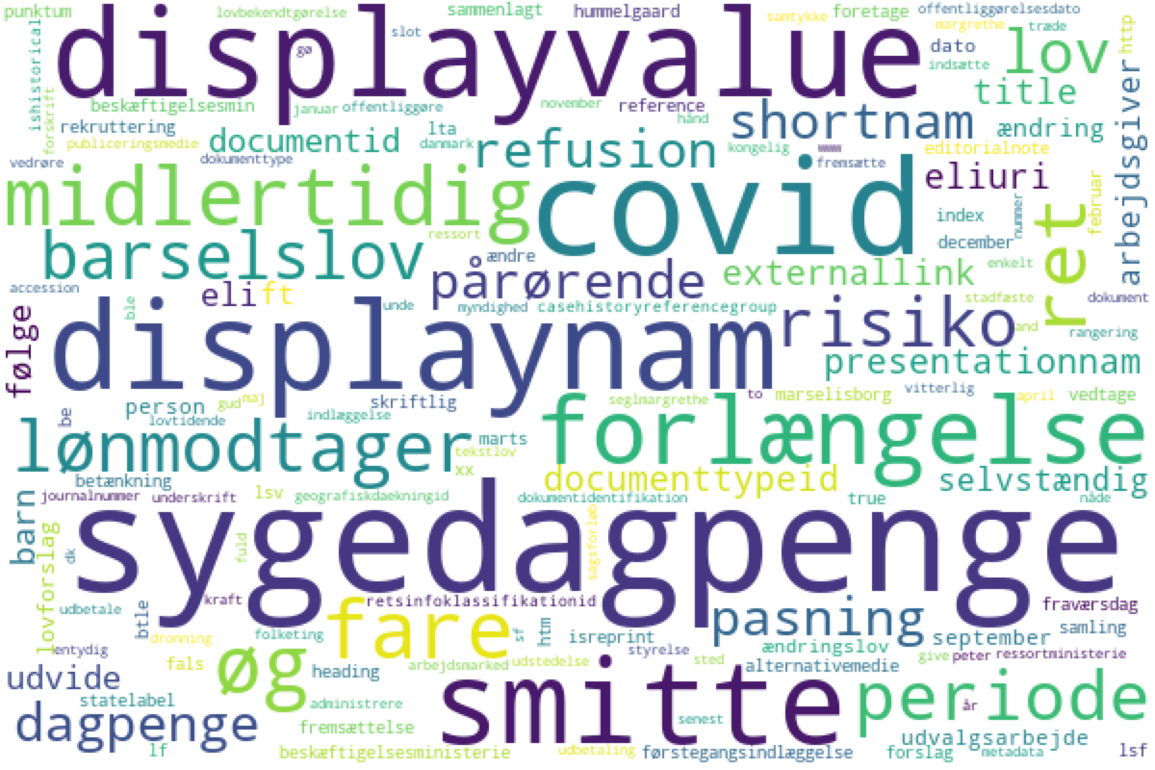 punktum lovbekendtgørelse sammenlagt hummelgaard samtykke foretage offentliggørelsesdato
displayvalue slot gø margrethe træde http
ishistorical dato lov indsætte
forskrift beskæftigelsesmin januar offentliggøre november reference title
rekruttering documentid lta hånd shortnam ændring arbejdsgiver
publiceringsmedie danmark refusion kongelig www editorialnote
vedrøre dokumenttype fremsætte
midlertidig covid eliuri februar
ressort index nummer ret
barselslov ændre december
accession pårørende externallink enkelt
eli ft ble unde myndighed casehistoryreferencegroup stadfæste dokument
følge displaynam risiko and rangering
presentationnam
be person gud maj skriftlig seglmargrethe to marselisborg vitterlig april vedtage
lovtidende indlæggelse
lønmodtager marts forlængelse
tekstlov
xx
betænkning documenttypeid selvstændig
barn journalnummer underskrift lsv geografiskdaekningid dokumentidentifikation true nåde
dk sygedagpenge sagsforløb
lovforslag fuld
udbetale btle kraft retsinfoklassifikationid fraværsdag
dronning folketing fare sf htm isreprint pasning september samling
entydig ændringslov
fals øg heading arbejdsmarked udstedelse styrelse sted alternativemedie give peter ressortministerie
udvide
statelabel administrere smitte periode år
dagpenge fremsættelse senest
udvalgsarbejde
lf beskæftigelsesministerie udbetaling førstegangsindlæggelse forslag metadata lsf